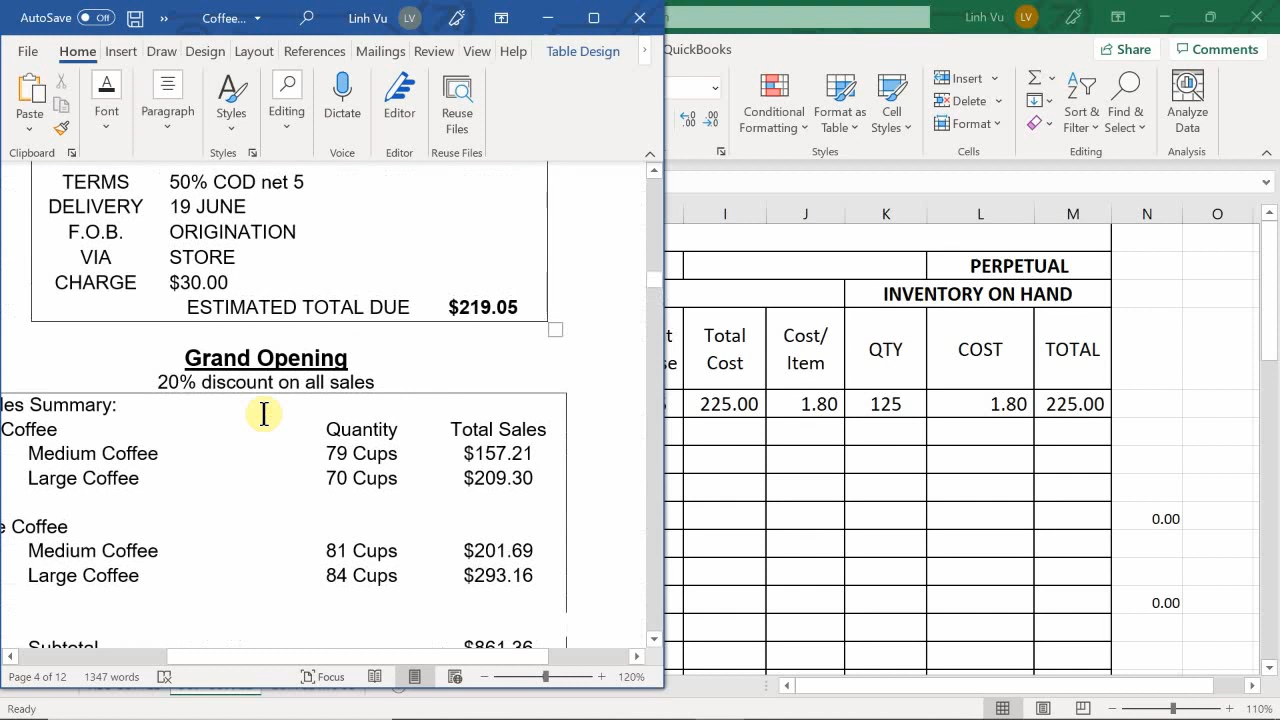 AutoSave Off Coffee... Linh Vu LV
File Home Insert Draw Design Layout References Mailings Review View Help Table Design
Paste Font Paragraph Styles Editing Dictate Editor Reuse Files
Clipboard Styles Voice Editor Reuse Files
TERMS 50% COD net 5
DELIVERY 19 JUNE
F.O.B. ORIGINATION
VIA STORE
CHARGE $30.00
ESTIMATED TOTAL DUE $219.05
Grand Opening
20% discount on all sales
les Summary:
Coffee Quantity Total Sales
Medium Coffee 79 Cups $157.21
Large Coffee 70 Cups $209.30
e Coffee
Medium Coffee 81 Cups $201.69
Large Coffee 84 Cups $293.16
Subtotal $861.36
Page 4 of 12 1347 words Focus 120%
Ready
Linh Vu LV
QuickBooks Share Comments
Conditional Formatting Format as Table Cell Styles Insert Delete Format Sort & Filter Find & Select Analyze Data
Styles Cells Editing Analysis
I J K L M N O
PERPETUAL
INVENTORY ON HAND
Total Cost Cost/ Item QTY COST TOTAL
225.00 1.80 125 1.80 225.00
0.00
0.00
110%